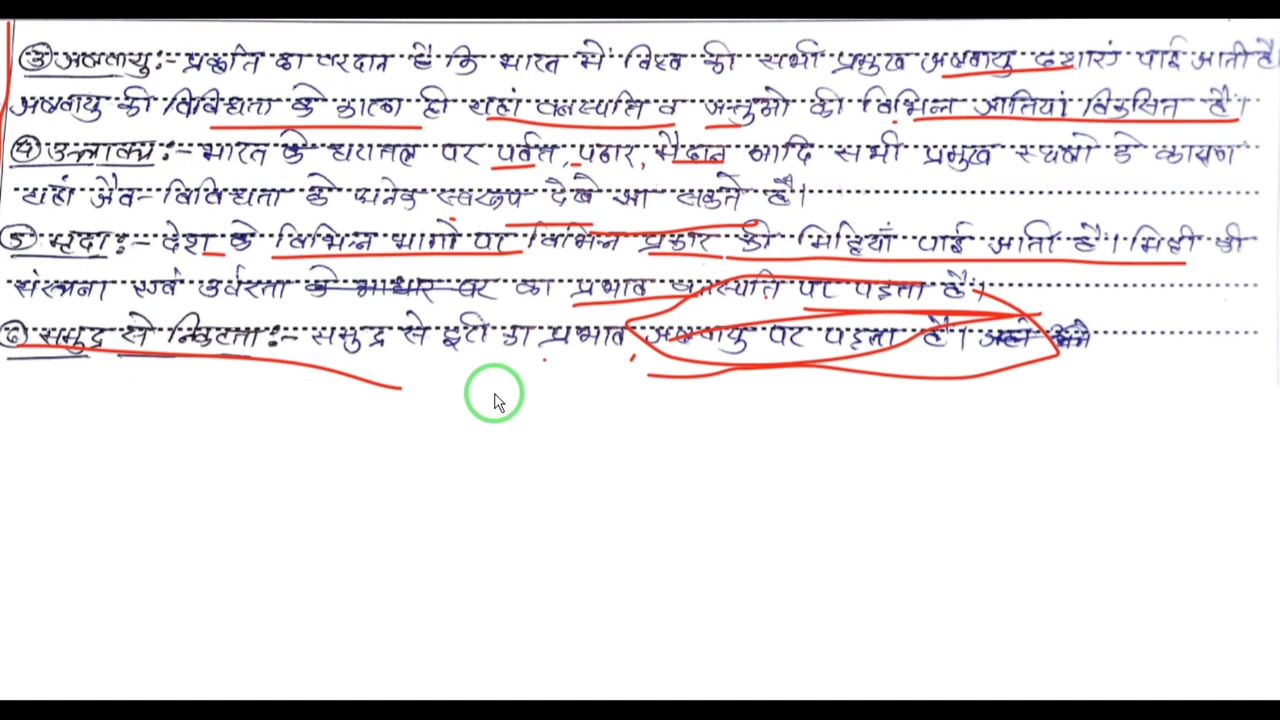 ③ जलवायु:- प्रकृति का वरदान है कि भारत में विश्व की सभी प्रमुख जलवायु दशाएं पाई जाती है।
जलवायु की विविधता के कारण ही यहां वनस्पति व जन्तुओ की विभिन्न जातियां विकसित है।
④ उच्चावच:- भारत के धरातल पर पर्वत, पठार, मैदान आदि सभी प्रमुख स्थलों के कारण
यहां जैव-विविधता के अनेक स्वरूप देखे जा सकते है।
⑤ मृदा:- देश के विभिन्न भागों पर विभिन्न प्रकार की मिट्टियां पाई जाती है। मिट्टी की
संरचना एवं उर्वरता के आधार पर का प्रभाव वनस्पति पर पड़ता है।
⑥ समुद्र से निकटता:- समुद्र से दूरी का प्रभाव जलवायु पर पड़ता है।